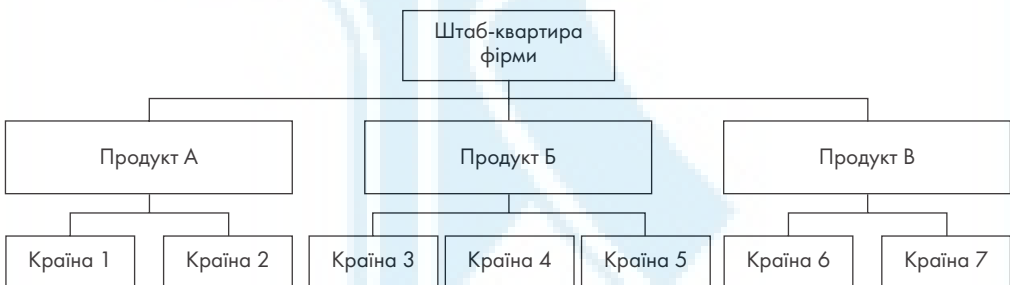 Штаб-квартира
фірми
Продукт А
Продукт Б
Продукт В
Країна 1
Країна 2
Країна 3
Країна 4
Країна 5
Країна 6
Країна 7